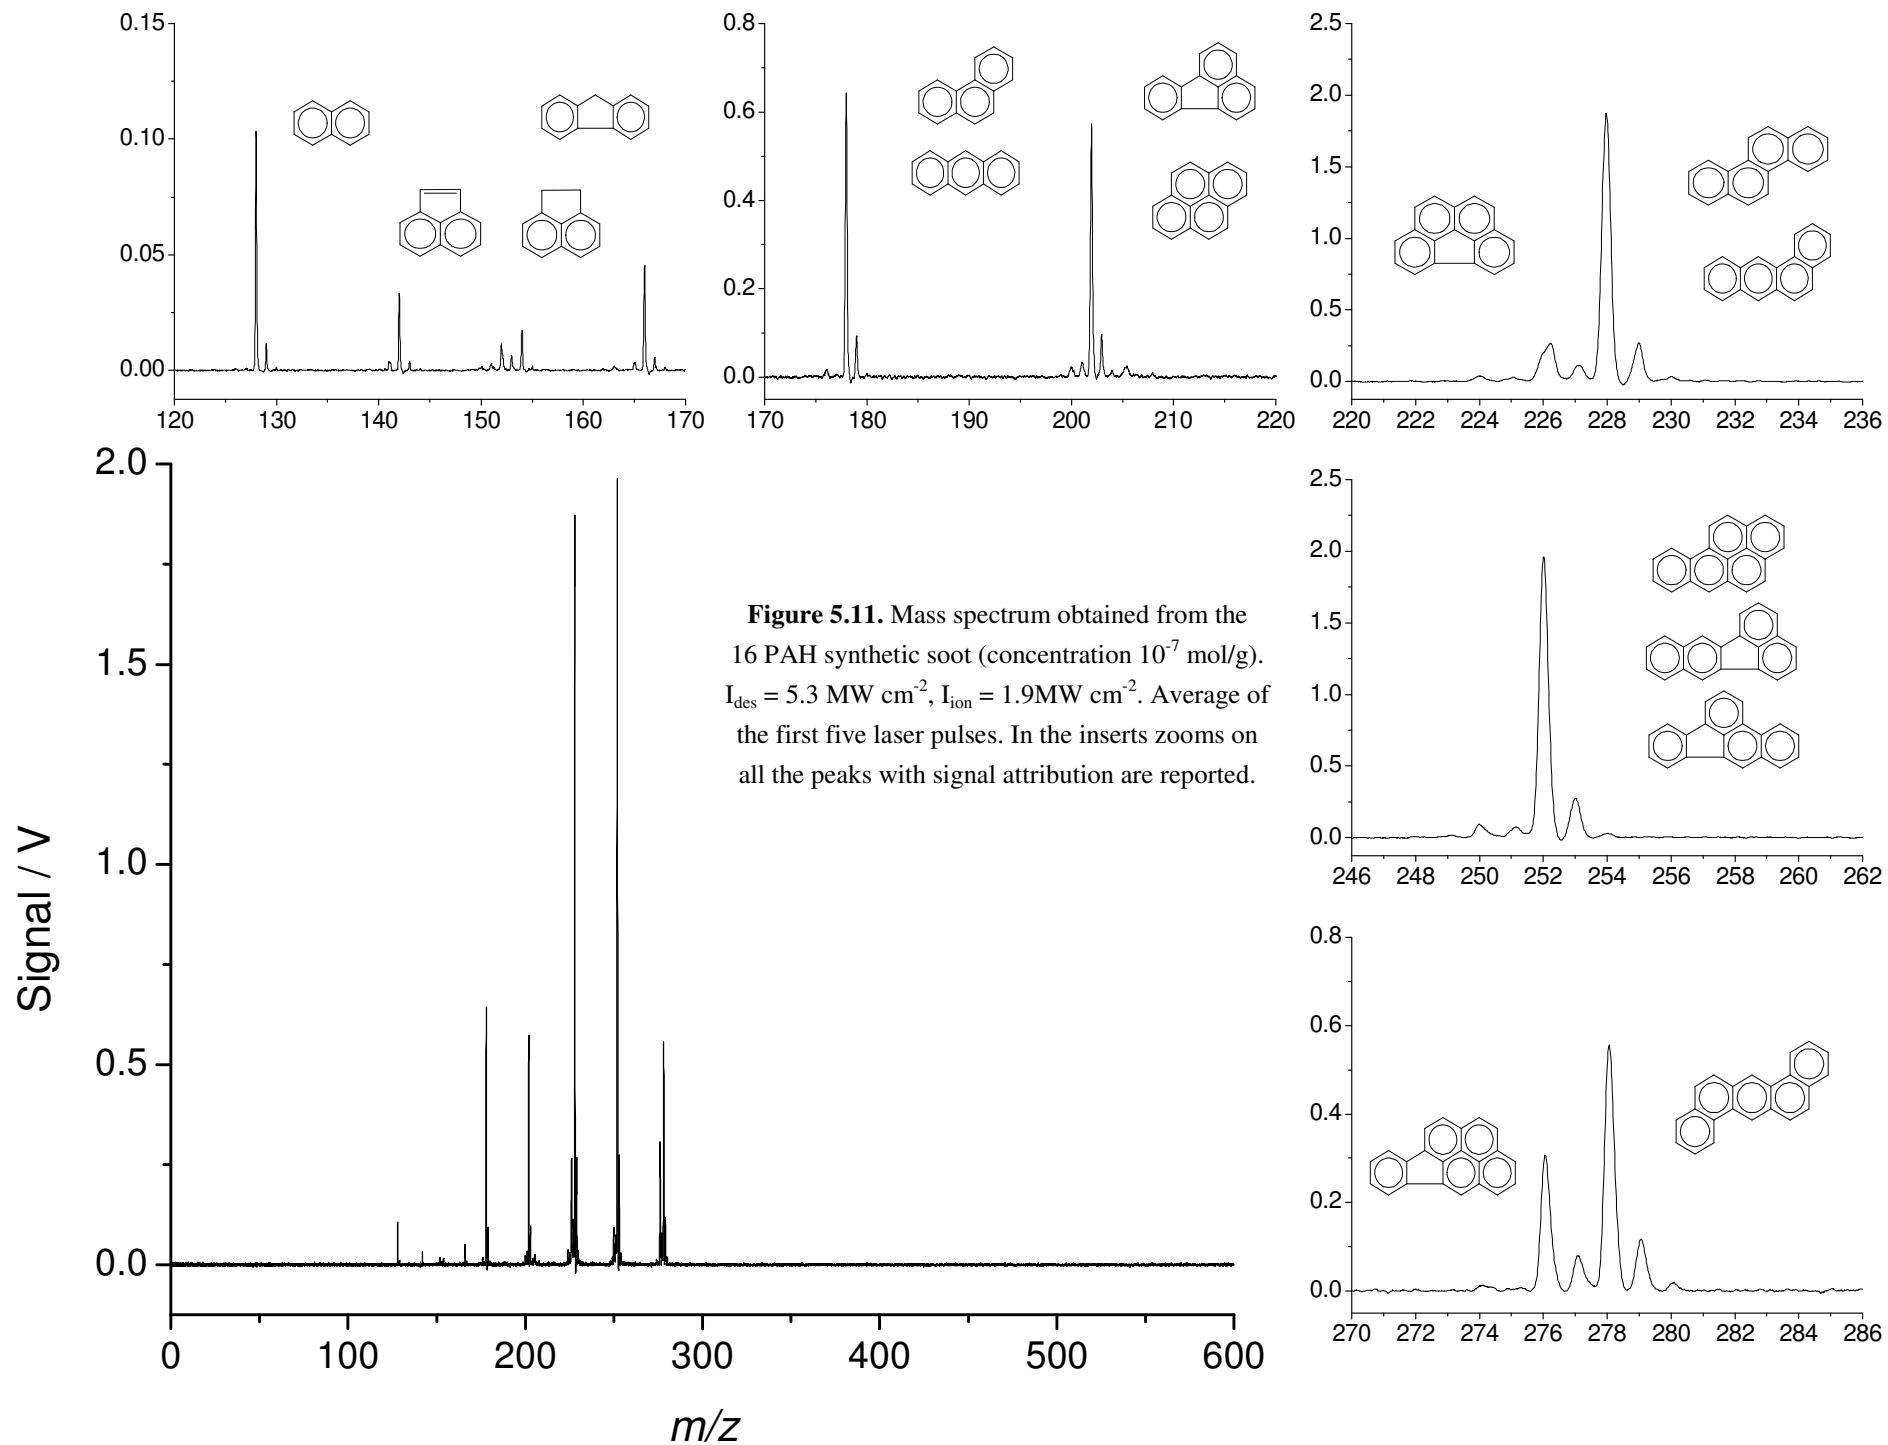 0.15
0.10
0.05
0.00
120 130 140 150 160 170
0.8
0.6
0.4
0.2
0.0
170 180 190 200 210 220
2.5
2.0
1.5
1.0
0.5
0.0
220 222 224 226 228 230 232 234 236
2.0
1.5
1.0
0.5
0.0
0 100 200 300 400 500 600
Signal / V
m/z
Figure 5.11. Mass spectrum obtained from the
16 PAH synthetic soot (concentration 10⁻⁷ mol/g).
I_des = 5.3 MW cm⁻², I_ion = 1.9MW cm⁻². Average of
the first five laser pulses. In the inserts zooms on
all the peaks with signal attribution are reported.
2.5
2.0
1.5
1.0
0.5
0.0
246 248 250 252 254 256 258 260 262
0.8
0.6
0.4
0.2
0.0
270 272 274 276 278 280 282 284 286